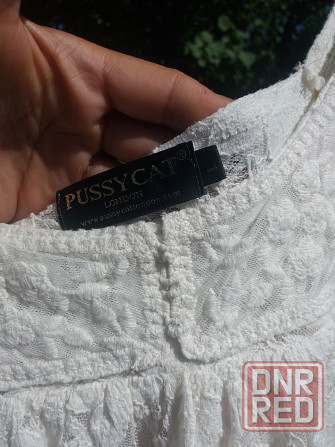 PUSSYCAT®
LONDON
www.pussycatlondon.com
L
DNR
RED